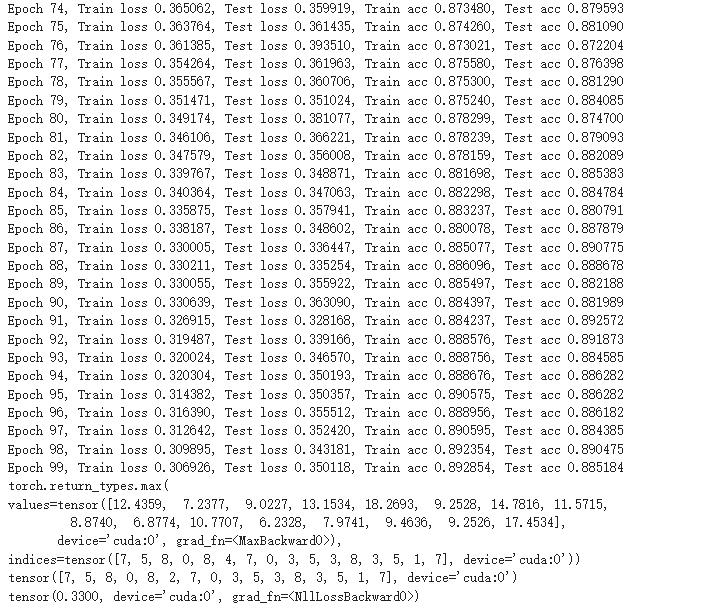 Epoch 74, Train loss 0.365062, Test loss 0.359919, Train acc 0.873480, Test acc 0.879593
Epoch 75, Train loss 0.363764, Test loss 0.361435, Train acc 0.874260, Test acc 0.881090
Epoch 76, Train loss 0.361385, Test loss 0.393510, Train acc 0.873021, Test acc 0.872204
Epoch 77, Train loss 0.354264, Test loss 0.361963, Train acc 0.875580, Test acc 0.876398
Epoch 78, Train loss 0.355567, Test loss 0.360706, Train acc 0.875300, Test acc 0.881290
Epoch 79, Train loss 0.351471, Test loss 0.351024, Train acc 0.875240, Test acc 0.884085
Epoch 80, Train loss 0.349174, Test loss 0.381077, Train acc 0.878299, Test acc 0.874700
Epoch 81, Train loss 0.346106, Test loss 0.366221, Train acc 0.878239, Test acc 0.879093
Epoch 82, Train loss 0.347579, Test loss 0.356008, Train acc 0.878159, Test acc 0.882089
Epoch 83, Train loss 0.339767, Test loss 0.348871, Train acc 0.881698, Test acc 0.885383
Epoch 84, Train loss 0.340364, Test loss 0.347063, Train acc 0.882298, Test acc 0.884784
Epoch 85, Train loss 0.335875, Test loss 0.357941, Train acc 0.883237, Test acc 0.880791
Epoch 86, Train loss 0.338187, Test loss 0.348602, Train acc 0.880078, Test acc 0.887879
Epoch 87, Train loss 0.330005, Test loss 0.336447, Train acc 0.885077, Test acc 0.890775
Epoch 88, Train loss 0.330211, Test loss 0.335254, Train acc 0.886096, Test acc 0.888678
Epoch 89, Train loss 0.330055, Test loss 0.355922, Train acc 0.885497, Test acc 0.882188
Epoch 90, Train loss 0.330639, Test loss 0.363090, Train acc 0.884397, Test acc 0.881989
Epoch 91, Train loss 0.326915, Test loss 0.328168, Train acc 0.884237, Test acc 0.892572
Epoch 92, Train loss 0.319487, Test loss 0.339166, Train acc 0.888576, Test acc 0.891873
Epoch 93, Train loss 0.320024, Test loss 0.346570, Train acc 0.888756, Test acc 0.884585
Epoch 94, Train loss 0.320304, Test loss 0.350193, Train acc 0.888676, Test acc 0.886282
Epoch 95, Train loss 0.314382, Test loss 0.350357, Train acc 0.890575, Test acc 0.886282
Epoch 96, Train loss 0.316390, Test loss 0.355512, Train acc 0.888956, Test acc 0.886182
Epoch 97, Train loss 0.312642, Test loss 0.352420, Train acc 0.890595, Test acc 0.884385
Epoch 98, Train loss 0.309895, Test loss 0.343181, Train acc 0.892354, Test acc 0.890475
Epoch 99, Train loss 0.306926, Test loss 0.350118, Train acc 0.892854, Test acc 0.885184
torch.return_types.max(
values=tensor([12.4359, 7.2377, 9.0227, 13.1534, 18.2693, 9.2528, 14.7816, 11.5715,
8.8740, 6.8774, 10.7707, 6.2328, 7.9741, 9.4636, 9.2526, 17.4534],
device='cuda:0', grad_fn=<MaxBackward0>),
indices=tensor([7, 5, 8, 0, 8, 4, 7, 0, 3, 5, 3, 8, 3, 5, 1, 7], device='cuda:0'))
tensor([7, 5, 8, 0, 8, 2, 7, 0, 3, 5, 3, 8, 3, 5, 1, 7], device='cuda:0')
tensor(0.3300, device='cuda:0', grad_fn=<NllLossBackward0>)